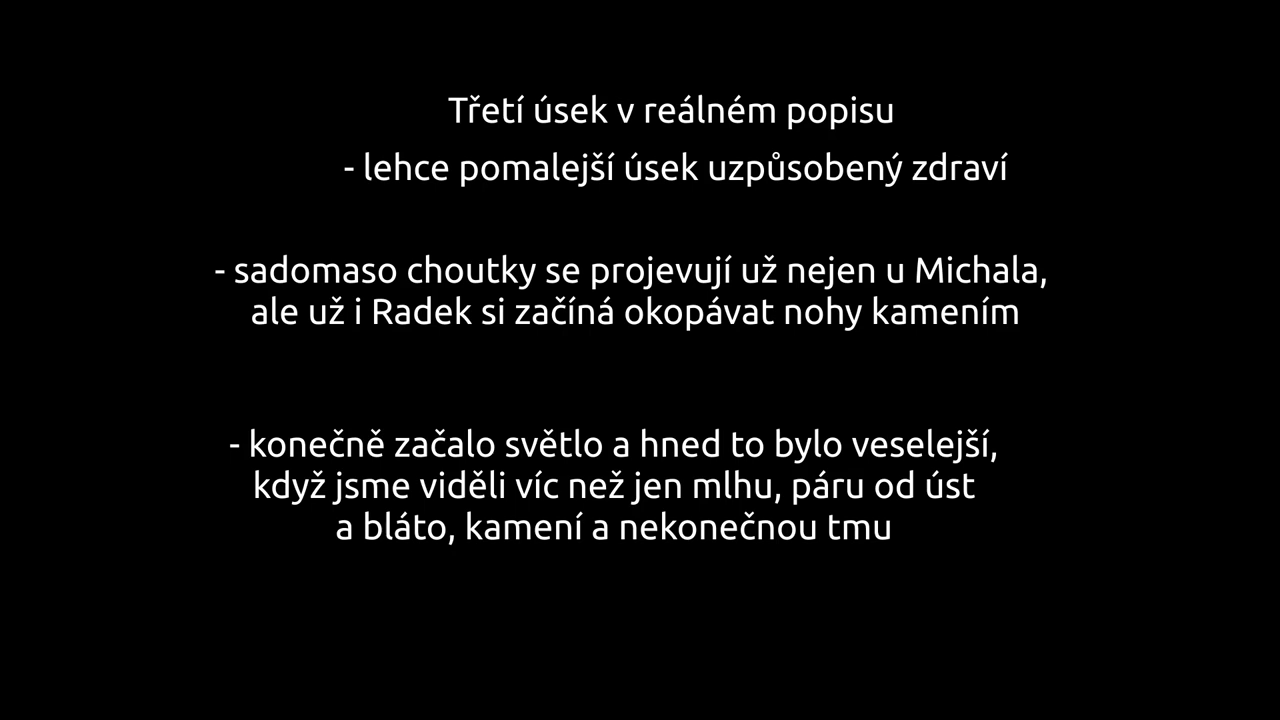 Třetí úsek v reálném popisu
- lehce pomalejší úsek uzpůsobený zdraví
- sadomaso choutky se projevují už nejen u Michala,
ale už i Radek si začíná okopávat nohy kamením
- konečně začalo světlo a hned to bylo veselejší,
když jsme viděli víc než jen mlhu, páru od úst
a bláto, kamení a nekonečnou tmu